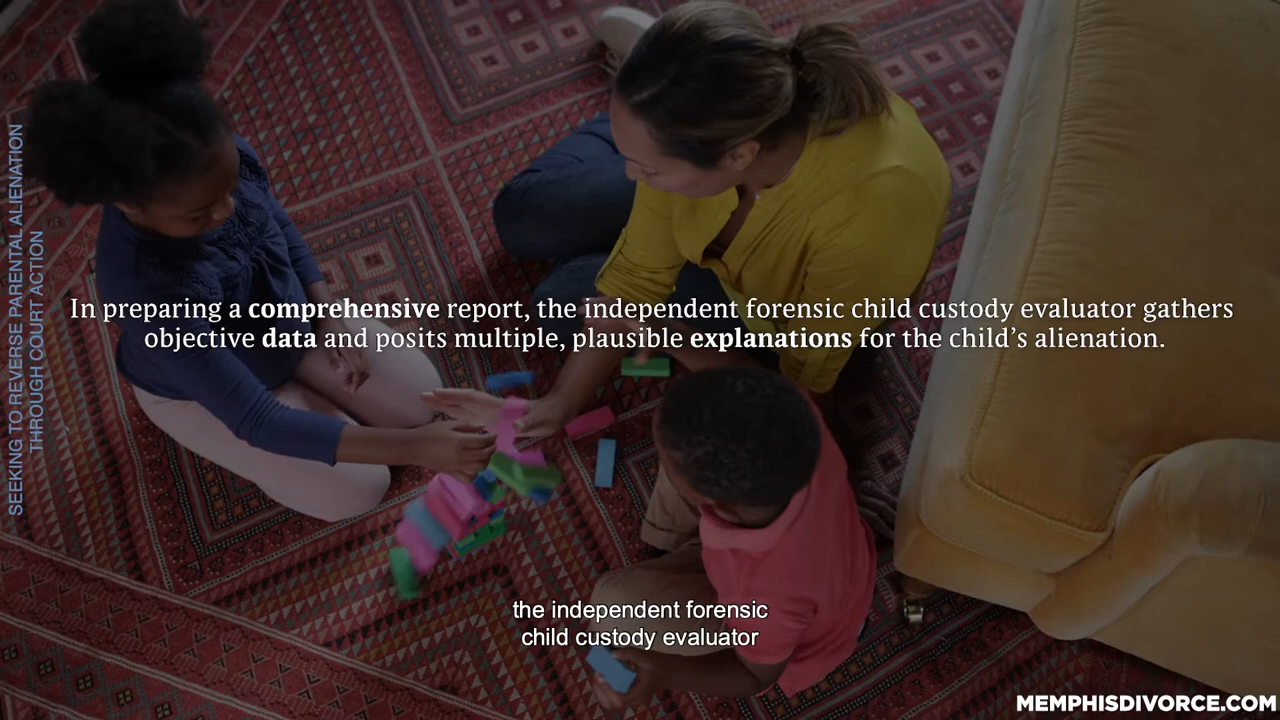 SEEKING TO REVERSE PARENTAL ALIENATION
THROUGH COURT ACTION
In preparing a comprehensive report, the independent forensic child custody evaluator gathers
objective data and posits multiple, plausible explanations for the child’s alienation.
the independent forensic
child custody evaluator
MEMPHISDIVORCE.COM